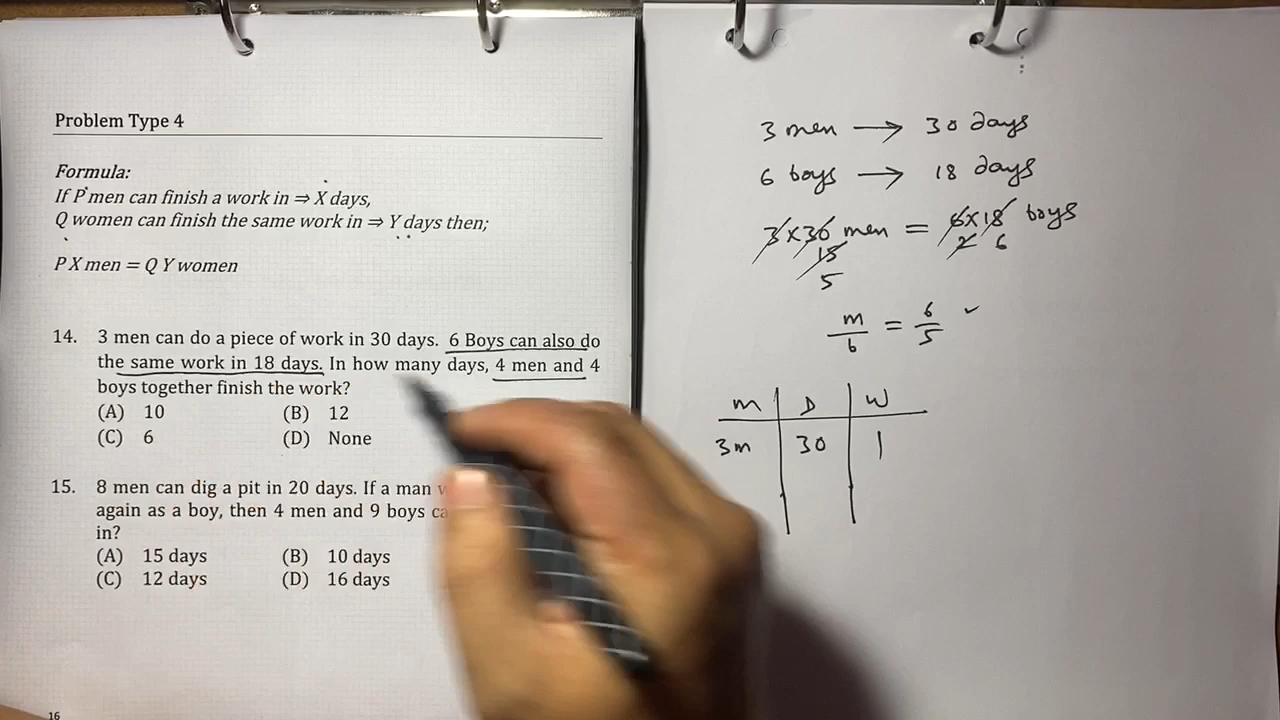 Problem Type 4
Formula:
If P men can finish a work in ⇒ X days,
Q women can finish the same work in ⇒ Y days then;
P X men = Q Y women
14. 3 men can do a piece of work in 30 days. 6 Boys can also do
the same work in 18 days. In how many days, 4 men and 4
boys together finish the work?
(A) 10 (B) 12
(C) 6 (D) None
15. 8 men can dig a pit in 20 days. If a man
again as a boy, then 4 men and 9 boys
in?
(A) 15 days (B) 10 days
(C) 12 days (D) 16 days
16
3 men → 30 days
6 boys → 18 days
3×30 men = 6×18 boys
15 2 6
5
m/b = 6/5 ✓
m D W
3m 30 1